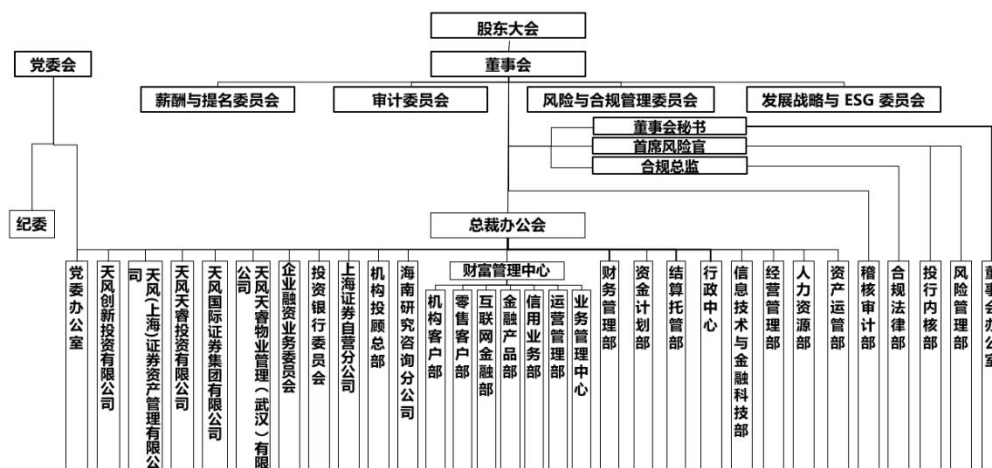 股东大会
党委会
董事会
薪酬与提名委员会
审计委员会
风险与合规管理委员会
发展战略与 ESG 委员会
董事会秘书
首席风险官
合规总监
纪委
总裁办公会
党委办公室
天风创新投资有限公司
天风(上海)证券资产管理有限公司
天风天睿投资有限公司
天风国际证券集团有限公司
天风天睿物业管理(武汉)有限公司
企业融资业务委员会
投资银行委员会
上海证券自营分公司
机构投顾总部
海南研究咨询分公司
财富管理中心
机构客户部
零售客户部
互联网金融部
金融产品部
信用业务部
运营管理部
业务管理中心
财务管理部
资金计划部
结算托管部
行政中心
信息技术与金融科技部
经营管理部
人力资源部
资产运管部
稽核审计部
合规法律部
投行内核部
风险管理部
董事会办公室